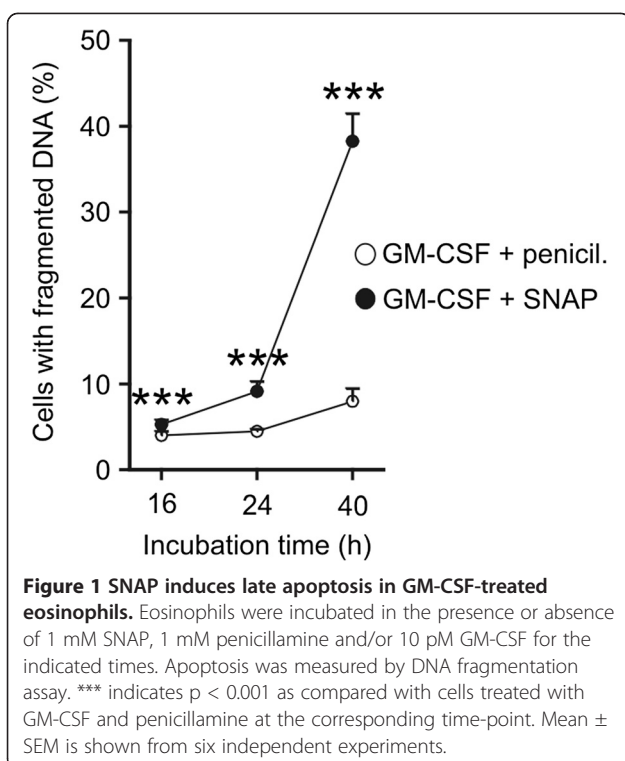 50
40
30
20
10
0
Cells with fragmented DNA (%)
***
***
***
GM-CSF + penicil.
GM-CSF + SNAP
16 24 40
Incubation time (h)
Figure 1 SNAP induces late apoptosis in GM-CSF-treated
eosinophils. Eosinophils were incubated in the presence or absence
of 1 mM SNAP, 1 mM penicillamine and/or 10 pM GM-CSF for the
indicated times. Apoptosis was measured by DNA fragmentation
assay. *** indicates p < 0.001 as compared with cells treated with
GM-CSF and penicillamine at the corresponding time-point. Mean ±
SEM is shown from six independent experiments.